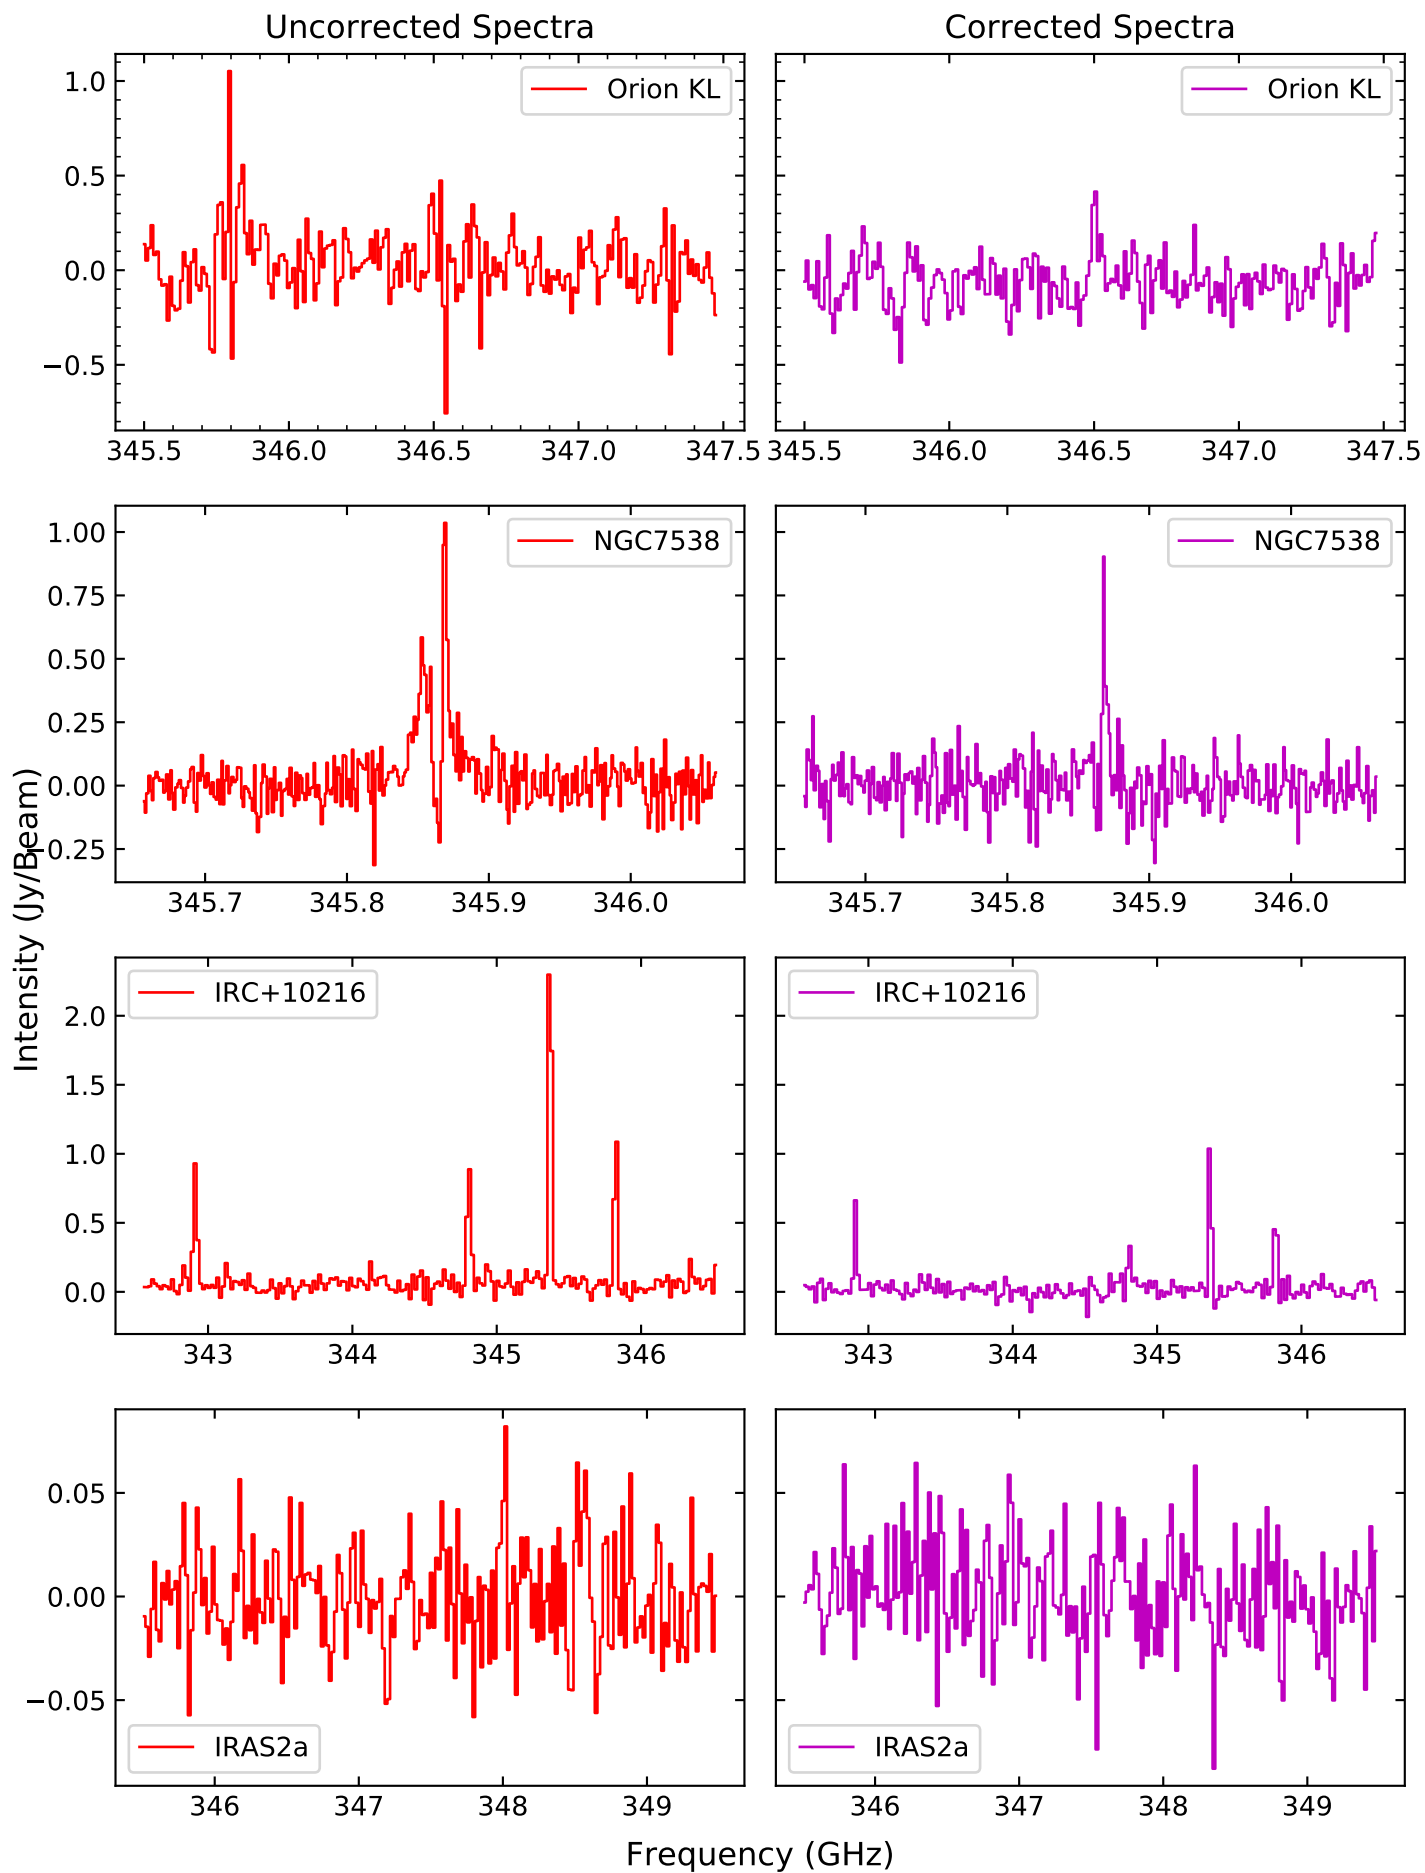 Uncorrected Spectra Corrected Spectra
Orion KL Orion KL
1.0
0.5
0.0
−0.5
345.5 346.0 346.5 347.0 347.5 345.5 346.0 346.5 347.0 347.5
NGC7538 NGC7538
1.00
0.75
0.50
0.25
0.00
−0.25
345.7 345.8 345.9 346.0 345.7 345.8 345.9 346.0
Intensity (Jy/Beam)
IRC+10216 IRC+10216
2.0
1.5
1.0
0.5
0.0
343 344 345 346 343 344 345 346
0.05
0.00
−0.05
IRAS2a IRAS2a
346 347 348 349 346 347 348 349
Frequency (GHz)